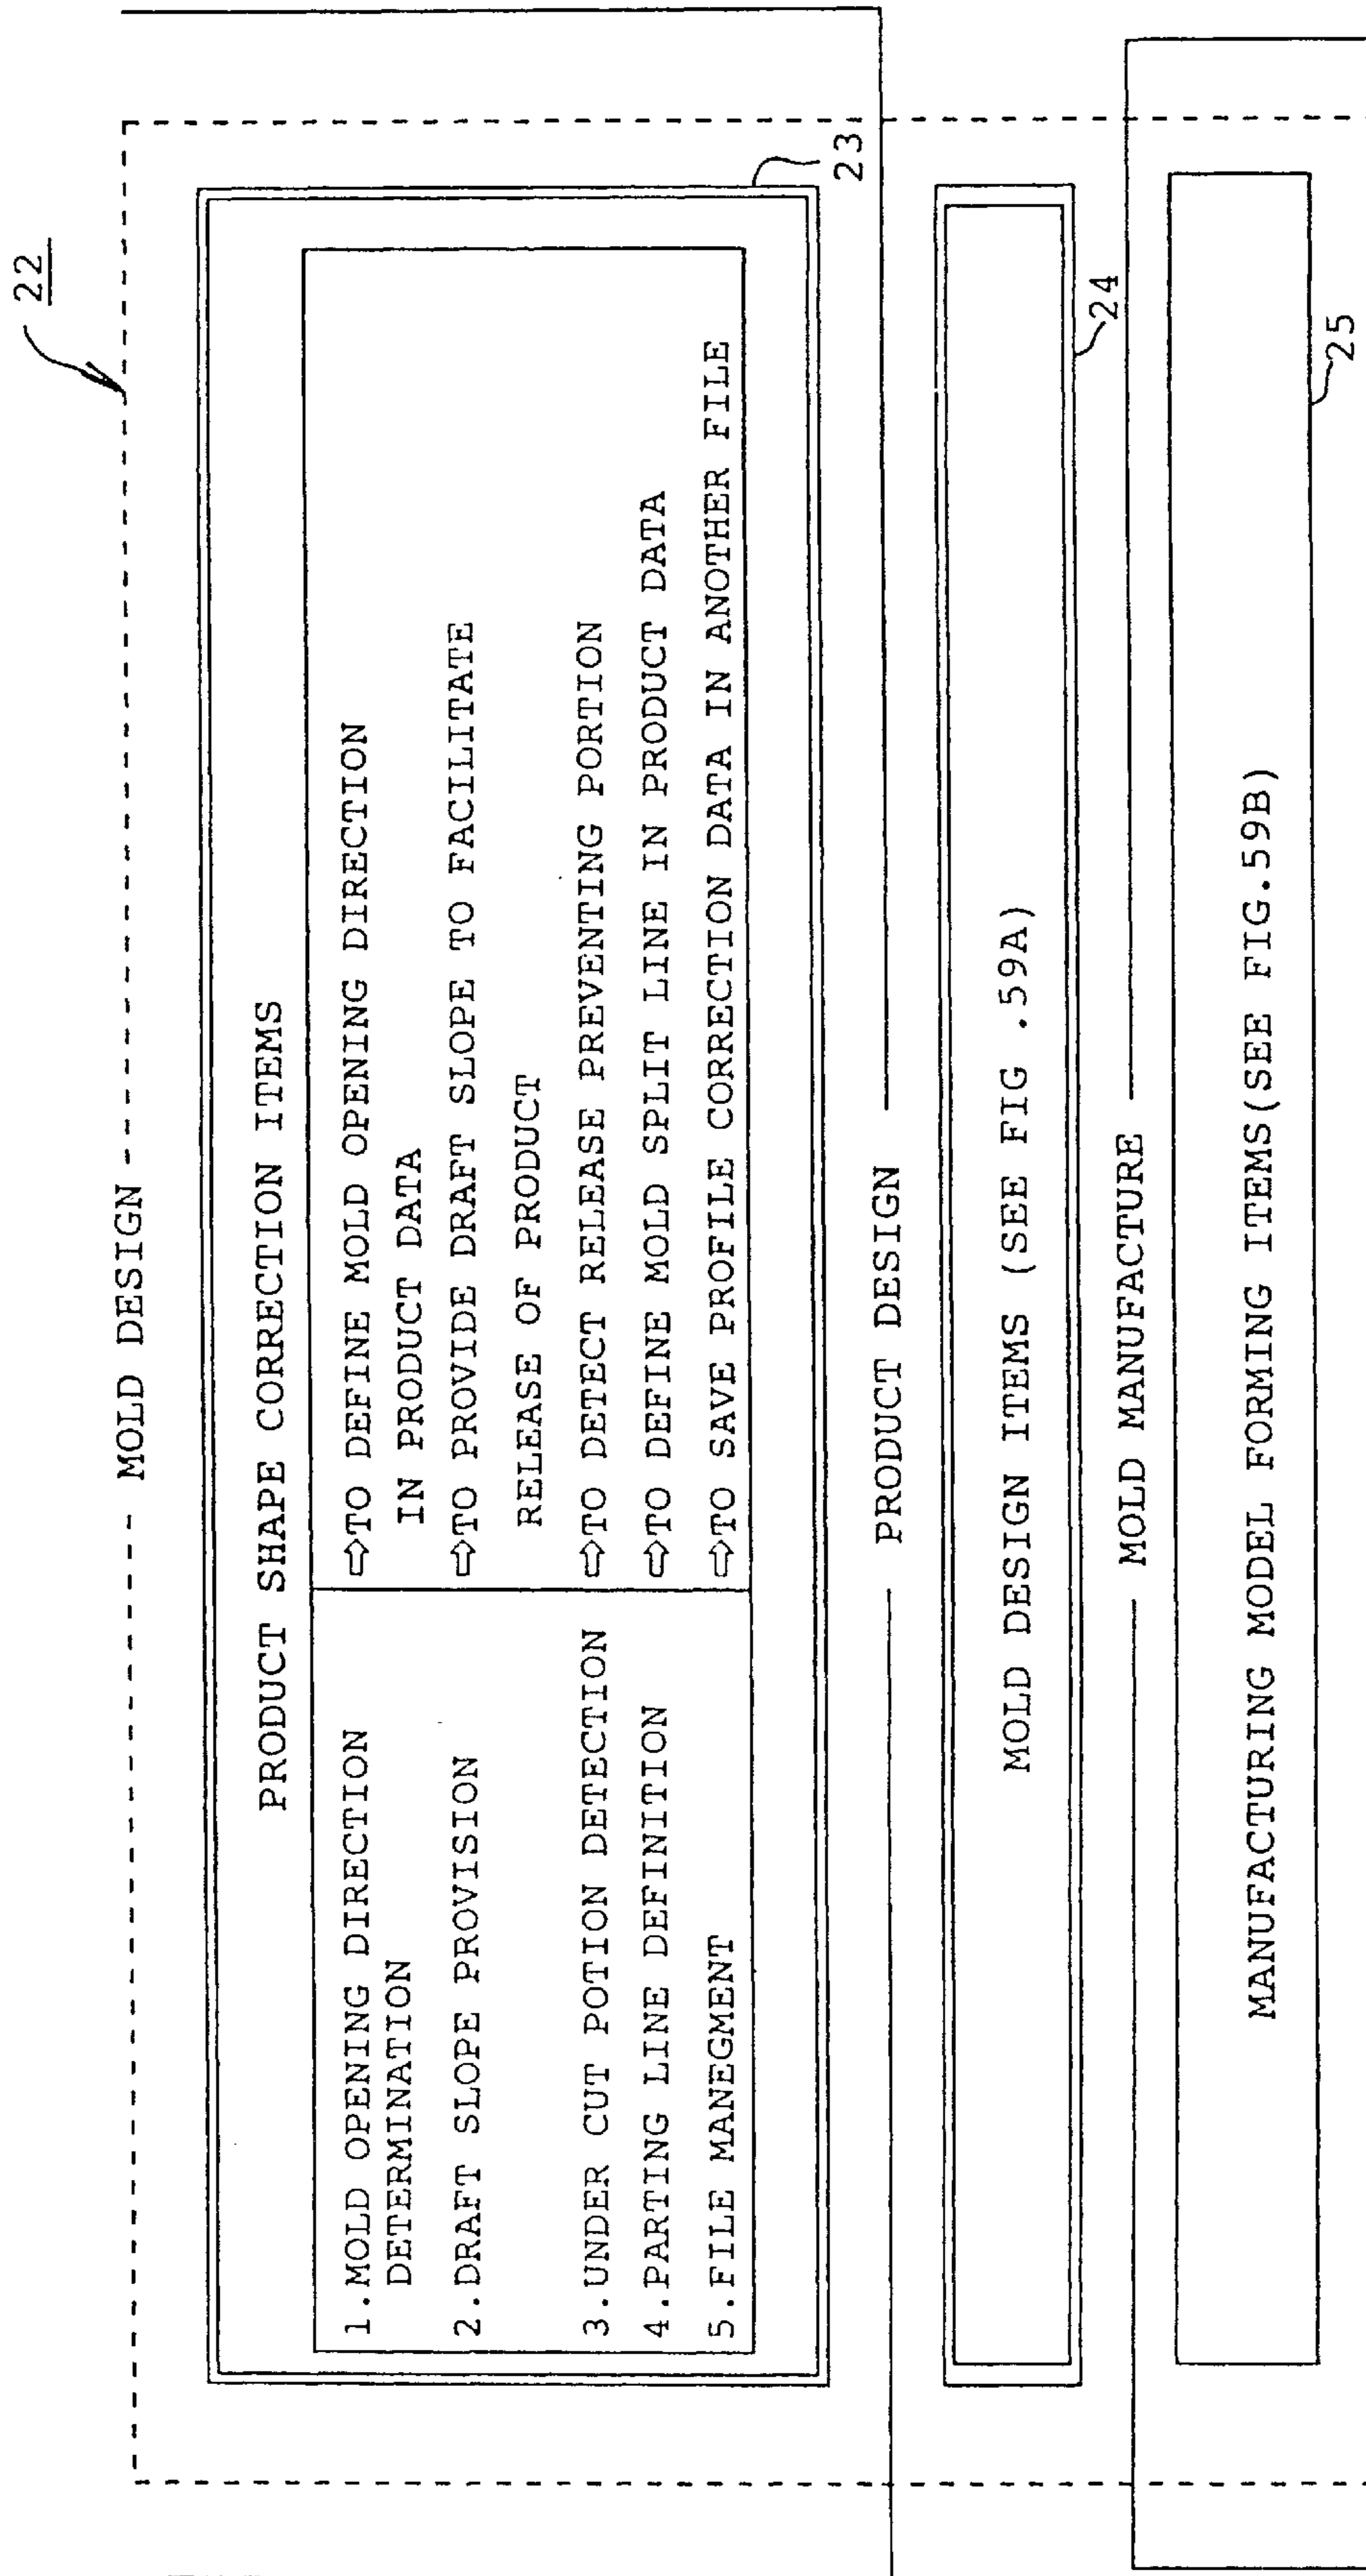 22
MOLD DESIGN
PRODUCT SHAPE CORRECTION ITEMS
1.MOLD OPENING DIRECTION
DETERMINATION
⇨TO DEFINE MOLD OPENING DIRECTION
IN PRODUCT DATA
2.DRAFT SLOPE PROVISION
⇨TO PROVIDE DRAFT SLOPE TO FACILITATE
RELEASE OF PRODUCT
3.UNDER CUT POTION DETECTION
⇨TO DETECT RELEASE PREVENTING PORTION
4.PARTING LINE DEFINITION
⇨TO DEFINE MOLD SPLIT LINE IN PRODUCT DATA
5.FILE MANEGMENT
⇨TO SAVE PROFILE CORRECTION DATA IN ANOTHER FILE
23
PRODUCT DESIGN
MOLD DESIGN ITEMS (SEE FIG .59A)
24
MOLD MANUFACTURE
MANUFACTURING MODEL FORMING ITEMS(SEE FIG.59B)
25